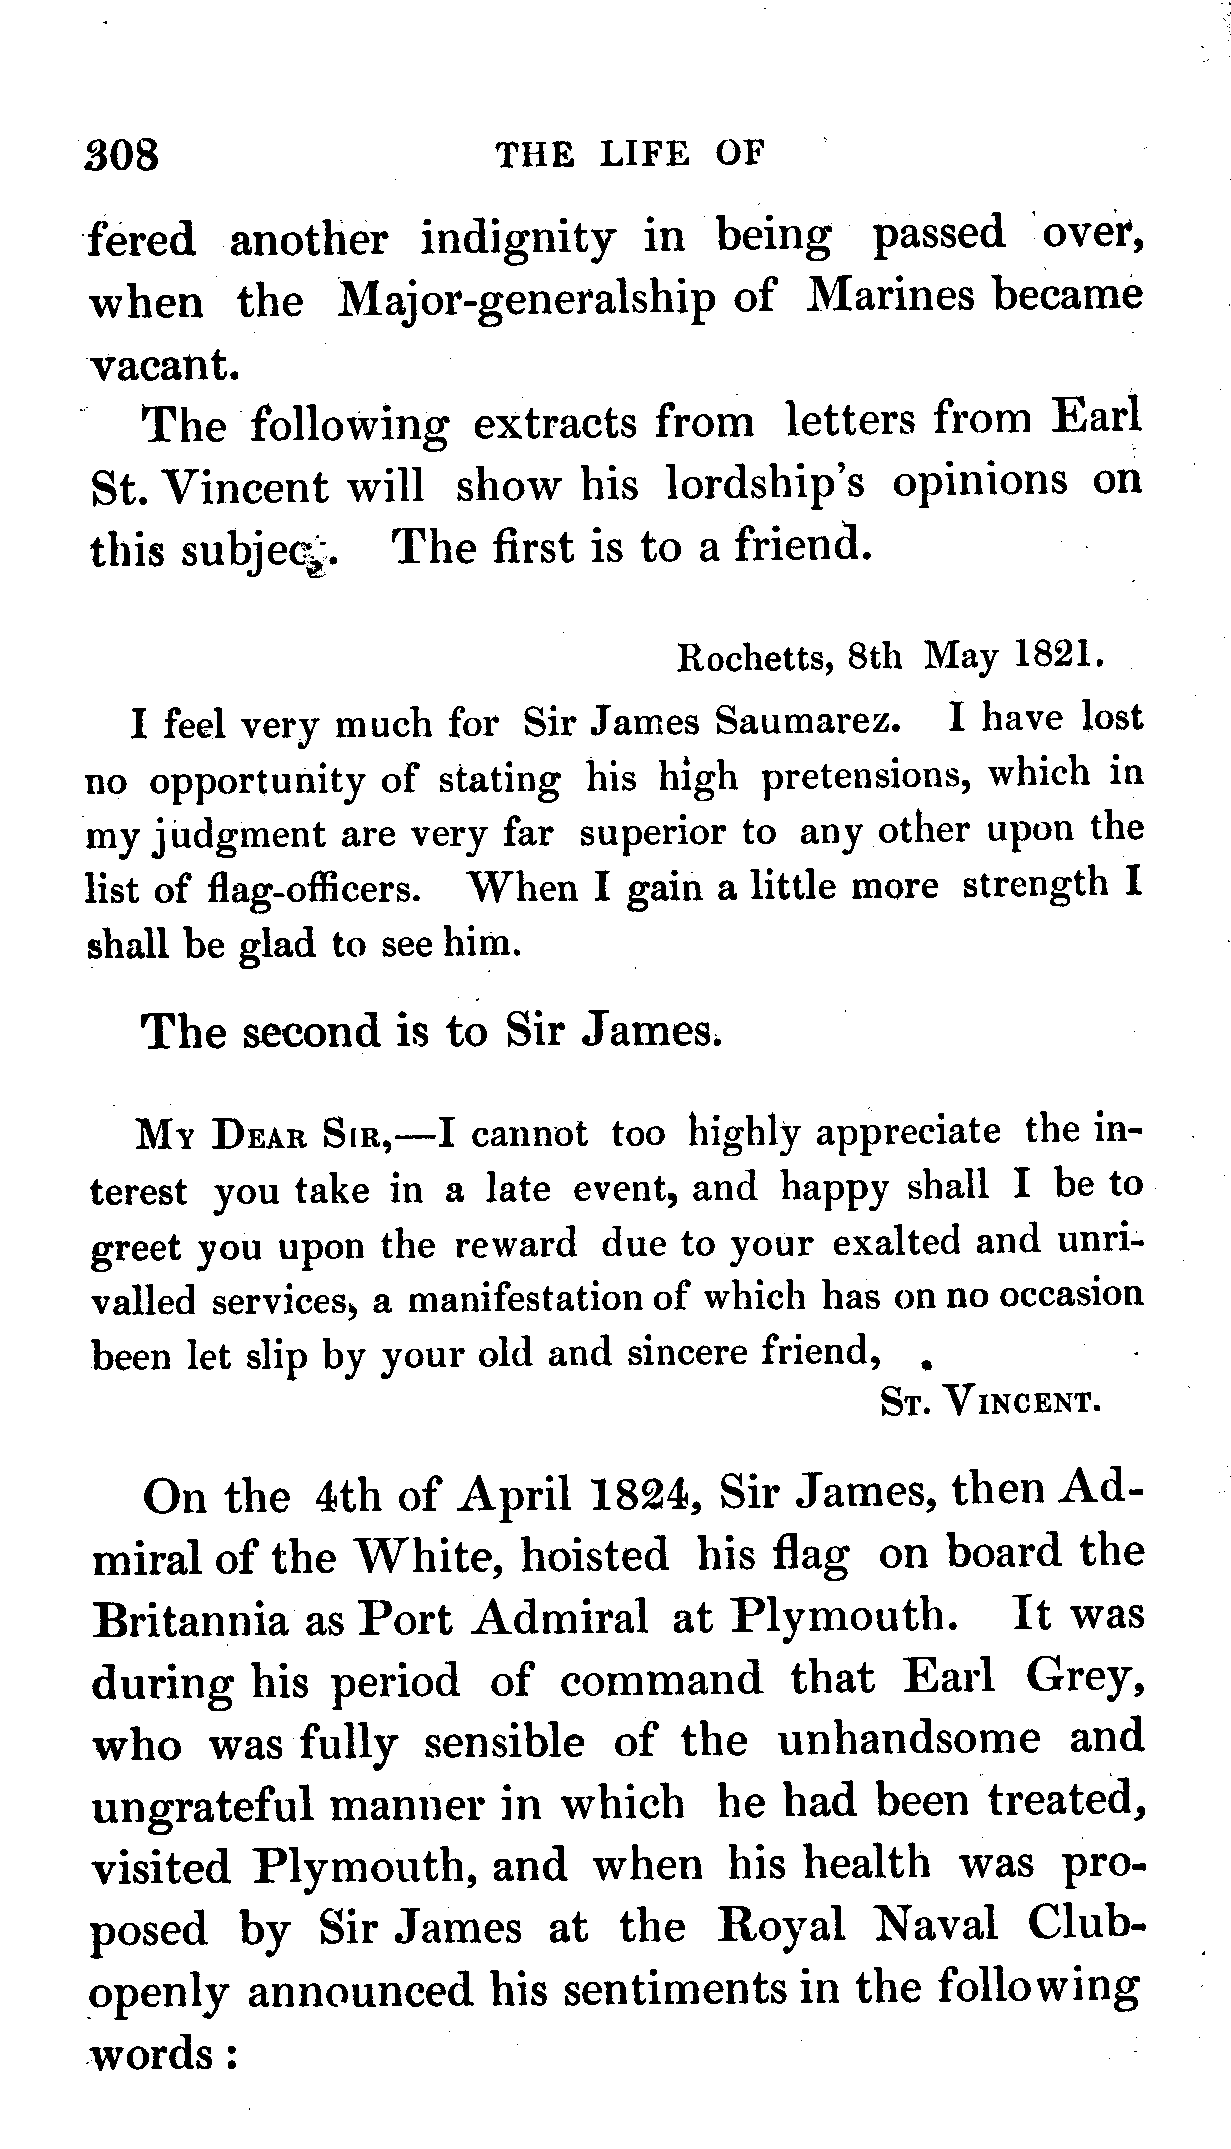 308 THE LIFE OF
fered another indignity in being passed over,
when the Major-generalship of Marines became
vacant.
The following extracts from letters from Earl
St. Vincent will show his lordship's opinions on
this subject. The first is to a friend.
Rochetts, 8th May 1821.
I feel very much for Sir James Saumarez. I have lost
no opportunity of stating his high pretensions, which in
my judgment are very far superior to any other upon the
list of flag-officers. When I gain a little more strength I
shall be glad to see him.
The second is to Sir James.
My Dear Sir,—I cannot too highly appreciate the in-
terest you take in a late event, and happy shall I be to
greet you upon the reward due to your exalted and unri-
valled services, a manifestation of which has on no occasion
been let slip by your old and sincere friend,
St. Vincent.
On the 4th of April 1824, Sir James, then Ad-
miral of the White, hoisted his flag on board the
Britannia as Port Admiral at Plymouth. It was
during his period of command that Earl Grey,
who was fully sensible of the unhandsome and
ungrateful manner in which he had been treated,
visited Plymouth, and when his health was pro-
posed by Sir James at the Royal Naval Club-
openly announced his sentiments in the following
words :